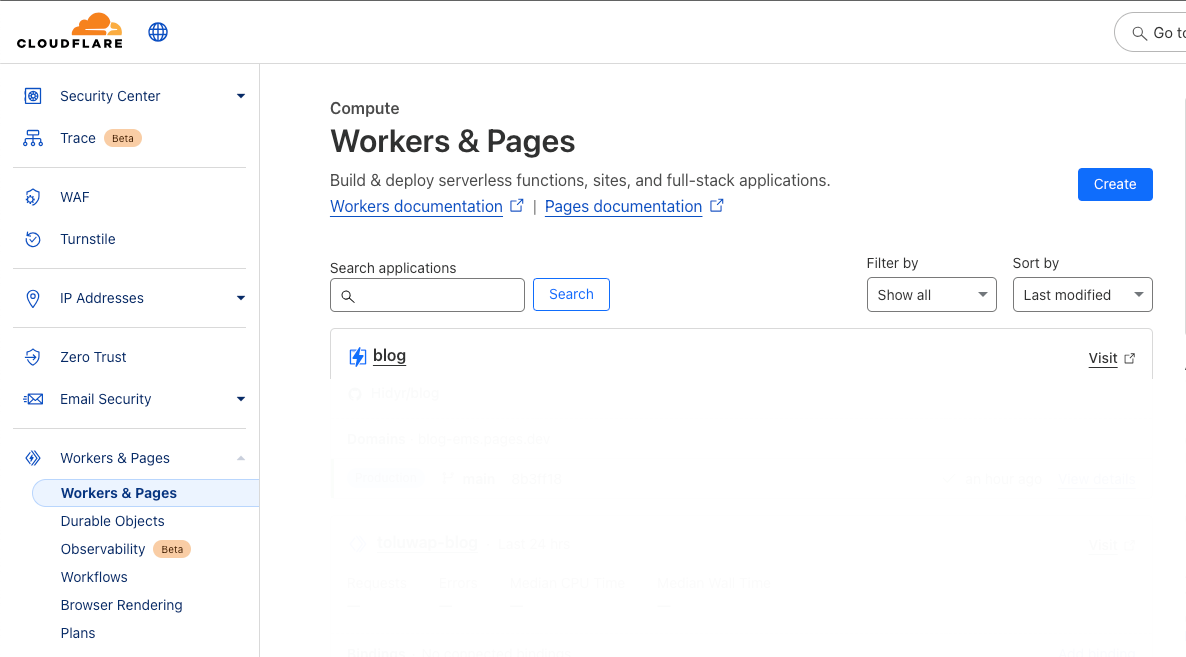 CLOUDFLARE
Go to
Security Center
Trace Beta
WAF
Turnstile
IP Addresses
Zero Trust
Email Security
Workers & Pages
Workers & Pages
Durable Objects
Observability Beta
Workflows
Browser Rendering
Plans
Compute
Workers & Pages
Build & deploy serverless functions, sites, and full-stack applications.
Workers documentation | Pages documentation
Create
Search applications
Search
Filter by
Show all
Sort by
Last modified
blog
Visit